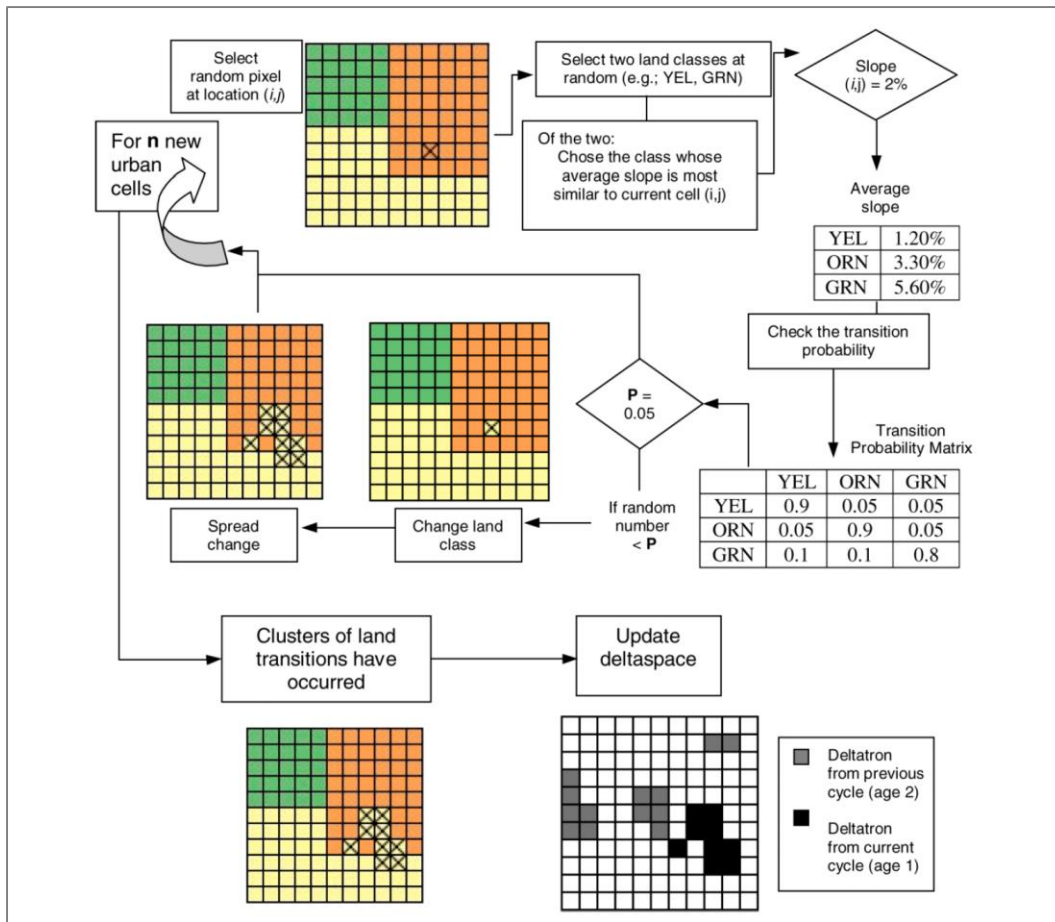 Select
random pixel
at location (i,j)
Select two land classes at
random (e.g.; YEL, GRN)
Of the two:
Chose the class whose
average slope is most
similar to current cell (i,j)
Slope
(i,j) = 2%
For n new
urban
cells
Average
slope
YEL 1.20%
ORN 3.30%
GRN 5.60%
Check the transition
probability
P =
0.05
Transition
Probability Matrix
YEL ORN GRN
YEL 0.9 0.05 0.05
ORN 0.05 0.9 0.05
GRN 0.1 0.1 0.8
If random
number
< P
Change land
class
Spread
change
Clusters of land
transitions have
occurred
Update
deltaspace
Deltatron
from previous
cycle (age 2)
Deltatron
from current
cycle (age 1)